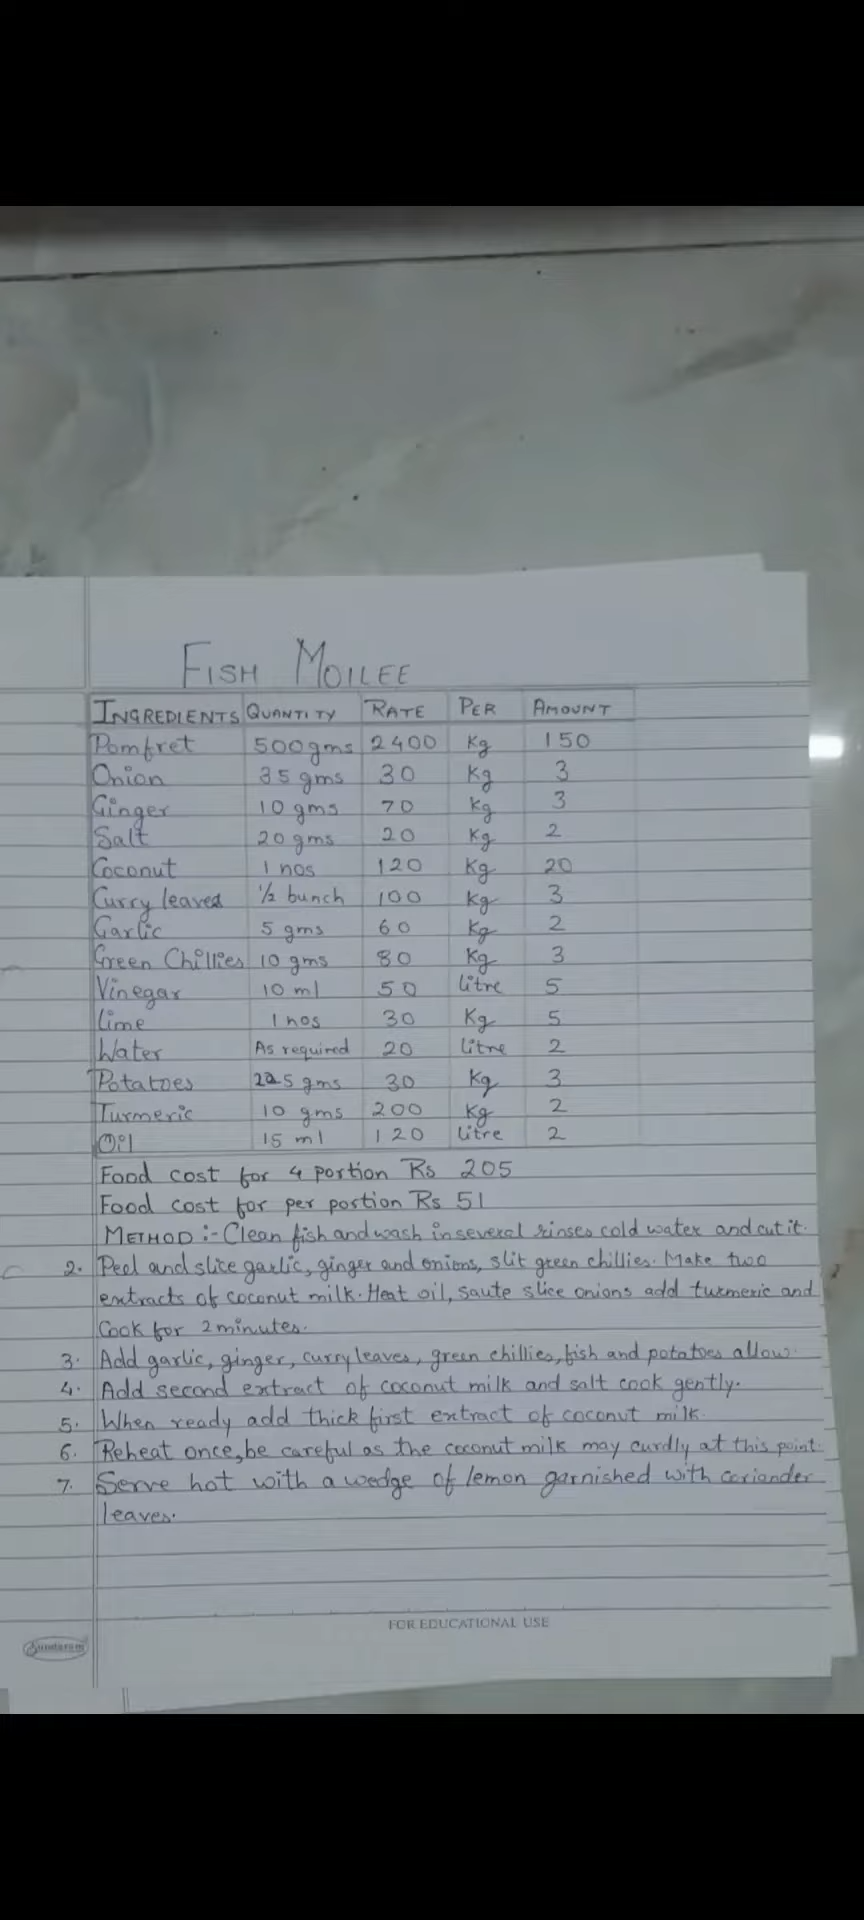 FISH MOILEE
INGREDIENTS QUANTITY RATE PER AMOUNT
Pomfret 500gms 2400 Kg 150
Onion 35 gms 30 Kg 3
Ginger 10 gms 70 Kg 3
Salt 20 gms 20 Kg 2
Coconut 1 nos 120 Kg 20
Curry leaves 1/2 bunch 100 Kg 3
Garlic 5 gms 60 Kg 2
Green Chillies 10 gms 80 Kg 3
Vinegar 10 ml 50 litre 5
Lime 1 nos 30 Kg 5
Water As required 20 litre 2
Potatoes 225 gms 30 Kg 3
Turmeric 10 gms 200 Kg 2
Oil 15 ml 120 litre 2
Food cost for 4 portion Rs 205
Food cost for per portion Rs 51
METHOD :- Clean fish and wash in several rinses cold water and cut it.
2. Peel and slice garlic, ginger and onions, slit green chillies. Make two
extracts of coconut milk. Heat oil, saute slice onions add turmeric and
Cook for 2 minutes.
3. Add garlic, ginger, curry leaves, green chillies, fish and potatoes allow.
4. Add second extract of coconut milk and salt cook gently.
5. When ready add thick first extract of coconut milk.
6. Reheat once, be careful as the coconut milk may curdly at this point.
7. Serve hot with a wedge of lemon garnished with coriander
leaves.
FOR EDUCATIONAL USE
Sundaram